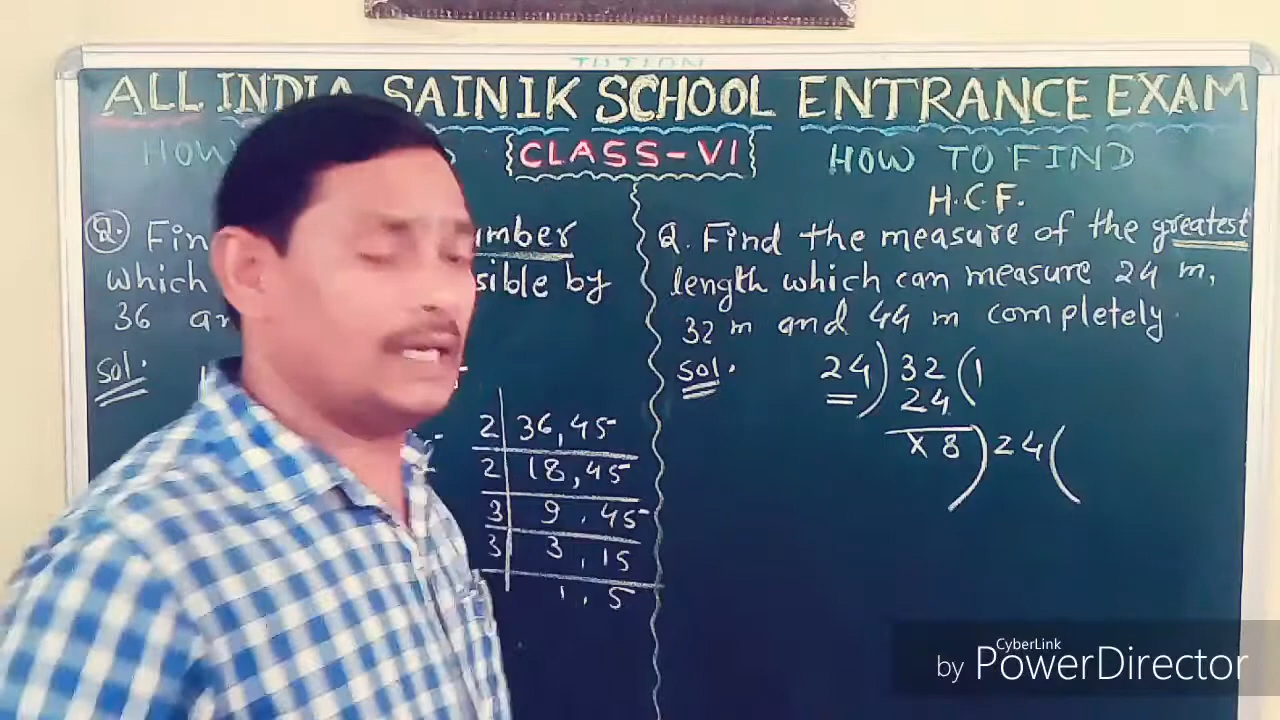 TUTION
ALL INDIA SAINIK SCHOOL ENTRANCE EXAM
HOW
CLASS-VI
HOW TO FIND
H.C.F.
Q. Fin umber
which sible by
36 an
Sol.
2 36, 45
2 18, 45
3 9, 45
3 3, 15
1, 5
Q. Find the measure of the greatest
length which can measure 24 m,
32 m and 44 m completely.
Sol.
24) 32 (1
24
× 8) 24 (
CyberLink
by PowerDirector